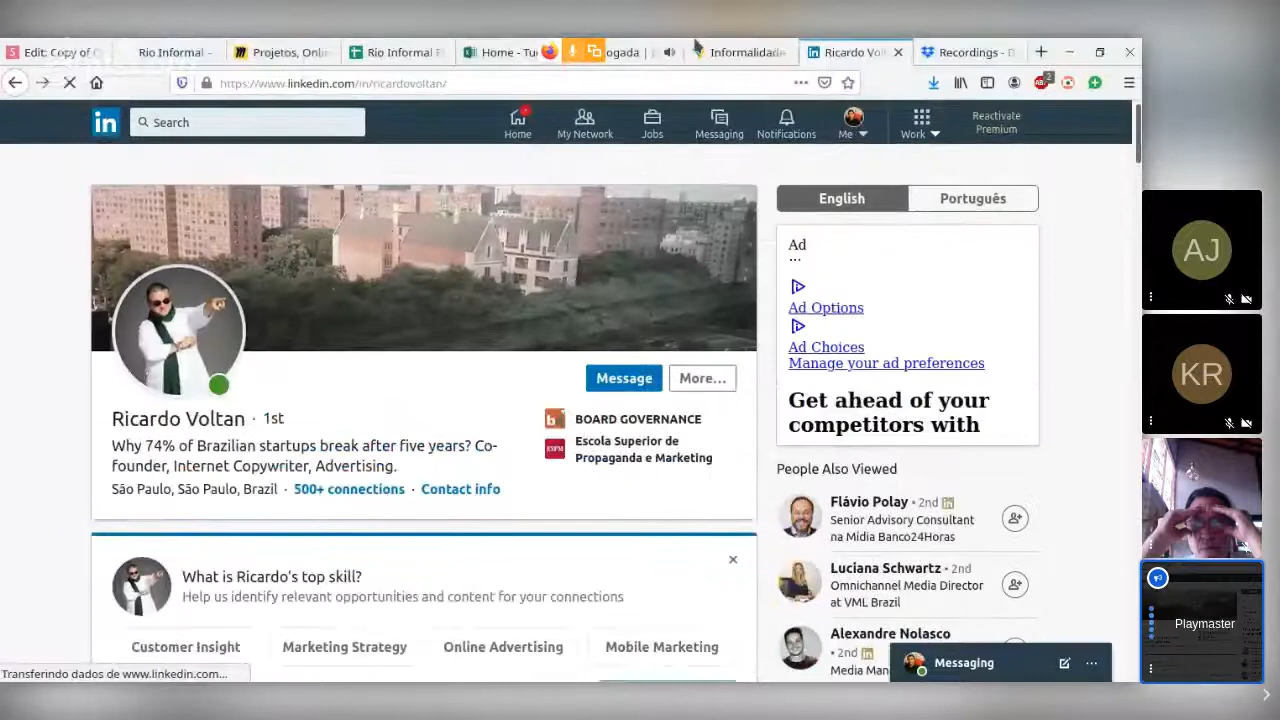 Edit: Copy of
Rio Informal -
Projetos, Onli
Rio Informal
Home - Tu
ogada |
Informalidade
Ricardo Vol
Recordings - D
https://www.linkedin.com/in/ricardovoltan/
2
in
Search
Home
My Network
Jobs
Messaging
Notifications
Me
Work
Reactivate
Premium
English
Português
Ad
...
Ad Options
Ad Choices
Manage your ad preferences
Get ahead of your
competitors with
Message
More...
Ricardo Voltan · 1st
Why 74% of Brazilian startups break after five years? Co-
founder, Internet Copywriter, Advertising.
São Paulo, São Paulo, Brazil · 500+ connections · Contact info
BOARD GOVERNANCE
Escola Superior de
Propaganda e Marketing
People Also Viewed
Flávio Polay • 2nd
Senior Advisory Consultant
na Midia Banco24Horas
Luciana Schwartz • 2nd
Omnichannel Media Director
at VML Brazil
Alexandre Nolasco
• 2nd
Media Man
What is Ricardo's top skill?
Help us identify relevant opportunities and content for your connections
Customer Insight
Marketing Strategy
Online Advertising
Mobile Marketing
Messaging
Transferindo dados de www.linkedin.com...
AJ
KR
Playmaster